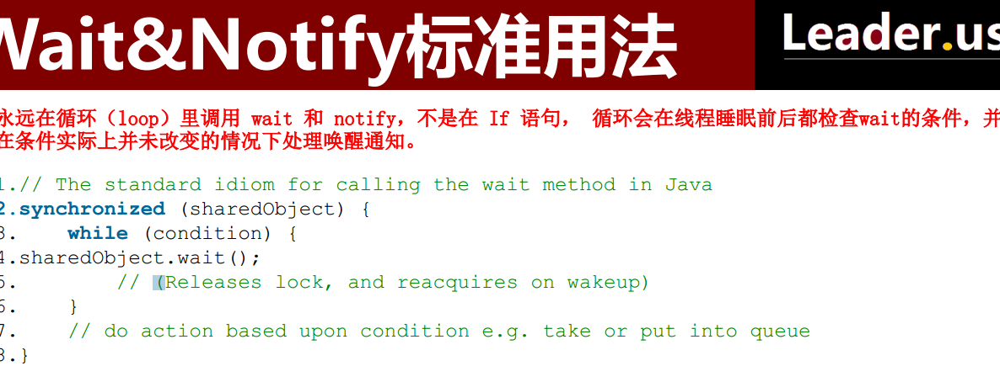 Wait&Notify标准用法
Leader.us
永远在循环（loop）里调用 wait 和 notify，不是在 If 语句， 循环会在线程睡眠前后都检查wait的条件，并
在条件实际上并未改变的情况下处理唤醒通知。
1.// The standard idiom for calling the wait method in Java
2.synchronized (sharedObject) {
3.    while (condition) {
4.sharedObject.wait();
5.        // (Releases lock, and reacquires on wakeup)
6.    }
7.    // do action based upon condition e.g. take or put into queue
8.}